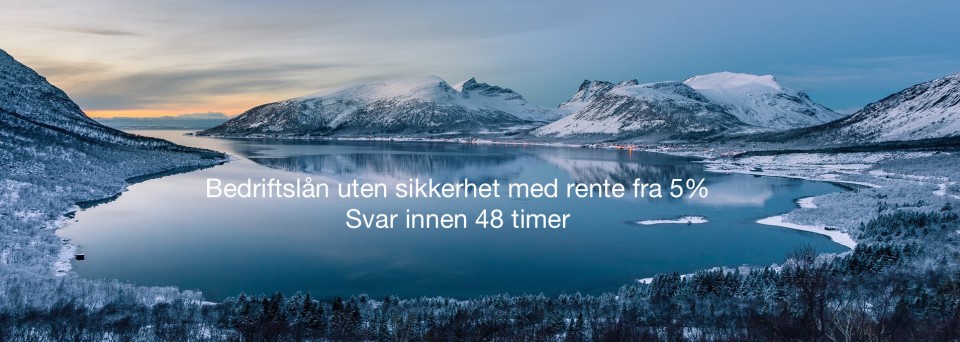 Bedriftslån uten sikkerhet med rente fra 5%
Svar innen 48 timer